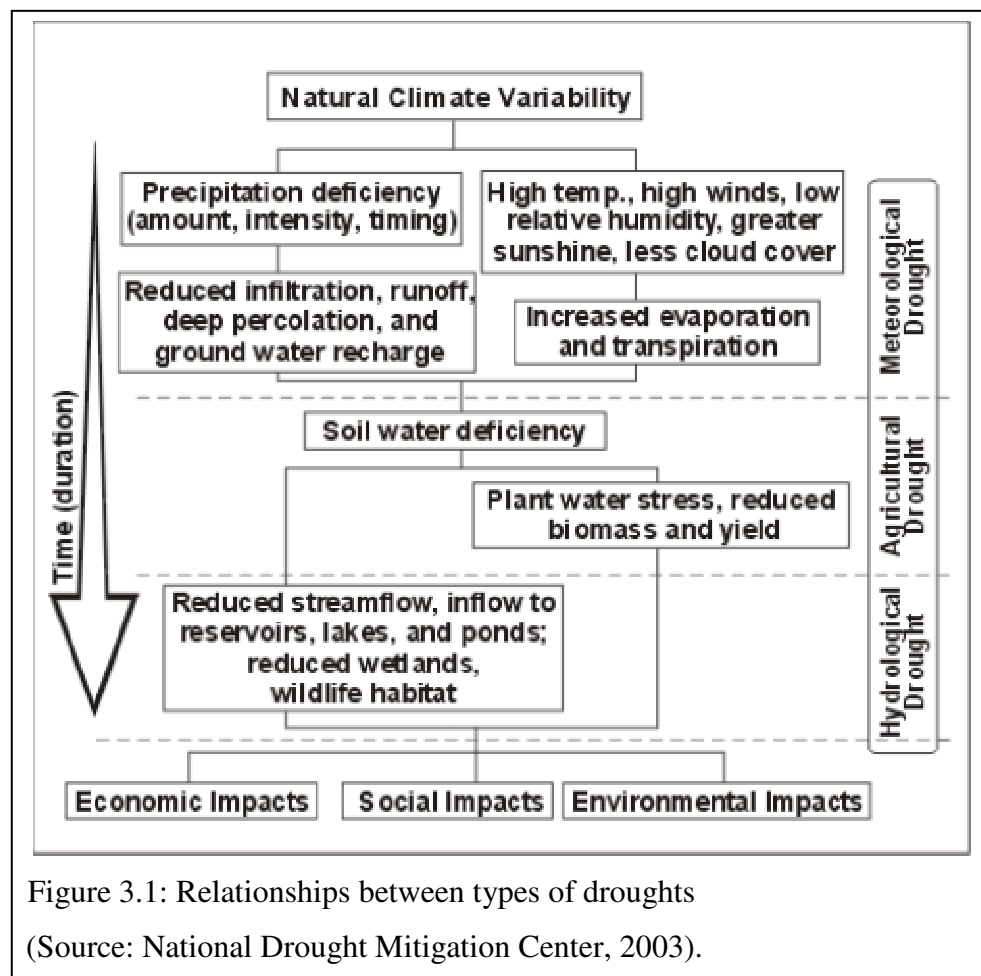 Natural Climate Variability
Precipitation deficiency
(amount, intensity, timing)
High temp., high winds, low
relative humidity, greater
sunshine, less cloud cover
Reduced infiltration, runoff,
deep percolation, and
ground water recharge
Increased evaporation
and transpiration
Meteorological
Drought
Time (duration)
Soil water deficiency
Plant water stress, reduced
biomass and yield
Agricultural
Drought
Reduced streamflow, inflow to
reservoirs, lakes, and ponds;
reduced wetlands,
wildlife habitat
Hydrological
Drought
Economic Impacts
Social Impacts
Environmental Impacts
Figure 3.1: Relationships between types of droughts
(Source: National Drought Mitigation Center, 2003).